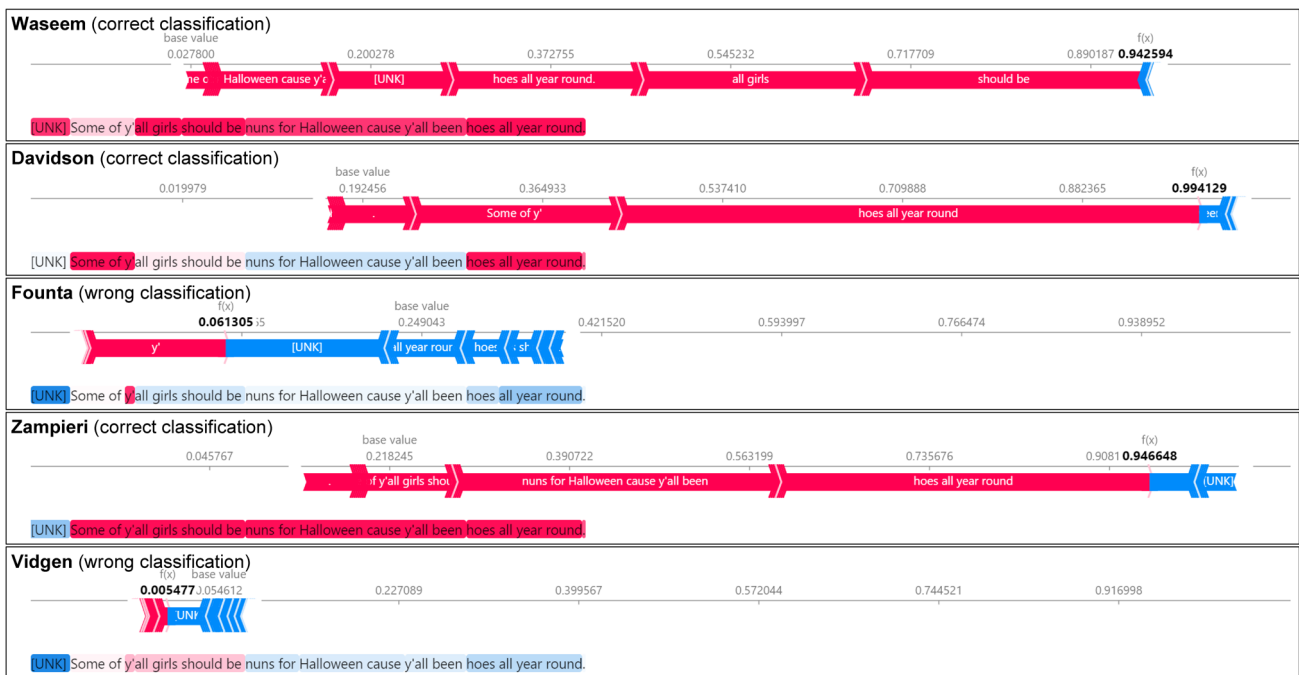 Waseem (correct classification)
base value f(x)
0.027800 0.200278 0.372755 0.545232 0.717709 0.890187 0.942594
Halloween cause y'a [UNK] hoes all year round. all girls should be
[UNK] Some of y'all girls should be nuns for Halloween cause y'all been hoes all year round.
Davidson (correct classification)
base value f(x)
0.019979 0.192456 0.364933 0.537410 0.709888 0.882365 0.994129
. Some of y' hoes all year round
[UNK] Some of y'all girls should be nuns for Halloween cause y'all been hoes all year round.
Founta (wrong classification)
f(x) base value
0.061305 0.249043 0.421520 0.593997 0.766474 0.938952
y' [UNK] all year rour hoes sh
[UNK] Some of y'all girls should be nuns for Halloween cause y'all been hoes all year round.
Zampieri (correct classification)
base value f(x)
0.045767 0.218245 0.390722 0.563199 0.735676 0.9081 0.946648
. of y'all girls shou nuns for Halloween cause y'all been hoes all year round [UNK]
[UNK] Some of y'all girls should be nuns for Halloween cause y'all been hoes all year round.
Vidgen (wrong classification)
f(x) base value
0.005477 0.054612 0.227089 0.399567 0.572044 0.744521 0.916998
[UNK
[UNK] Some of y'all girls should be nuns for Halloween cause y'all been hoes all year round.